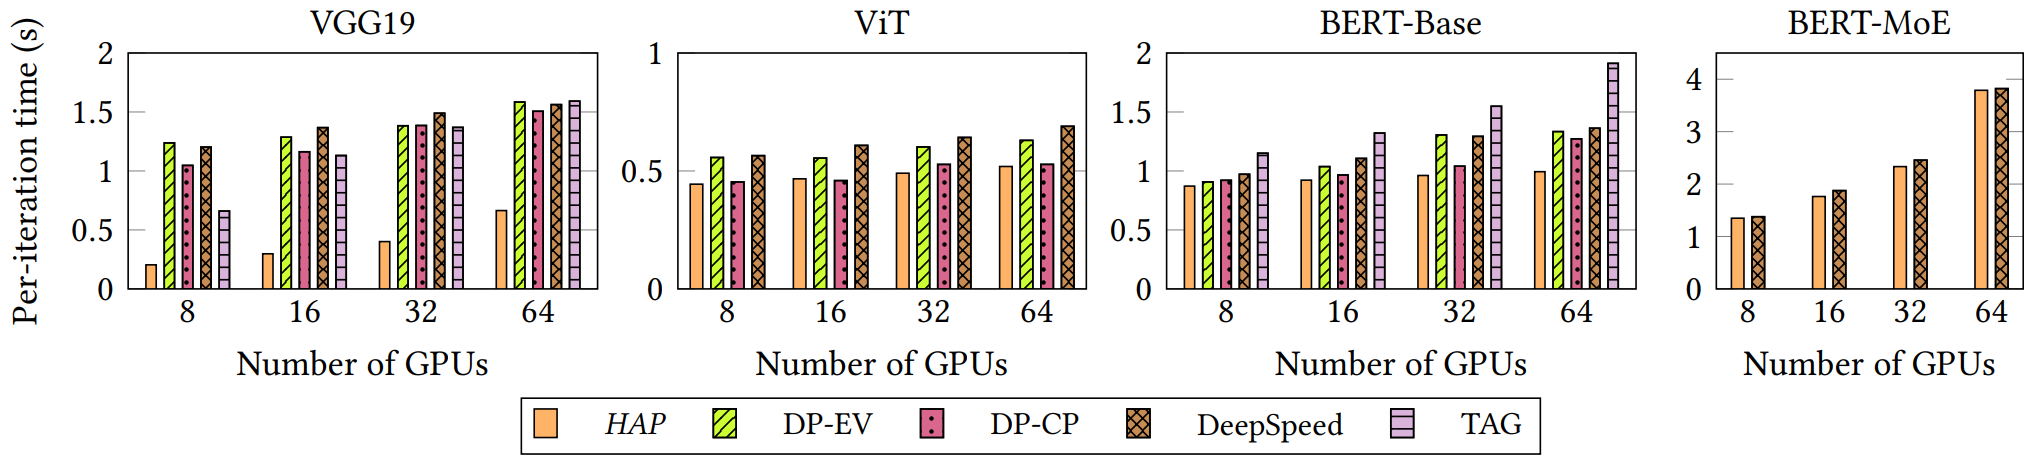 Per-iteration time (s)
VGG19
2
1.5
1
0.5
0
8 16 32 64
Number of GPUs
ViT
1
0.5
0
8 16 32 64
Number of GPUs
BERT-Base
2
1.5
1
0.5
0
8 16 32 64
Number of GPUs
BERT-MoE
4
3
2
1
0
8 16 32 64
Number of GPUs
HAP DP-EV DP-CP DeepSpeed TAG